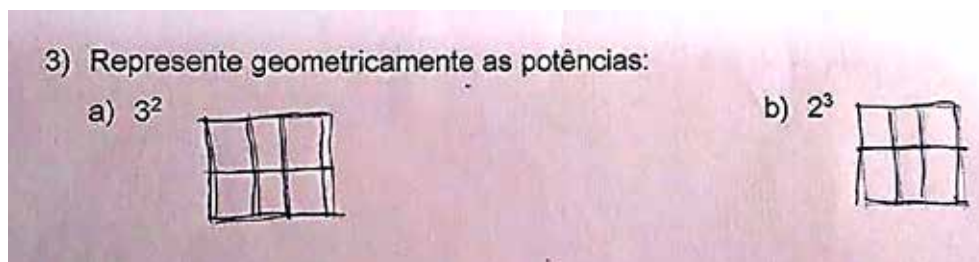 3) Represente geometricamente as potências:
a) 3² b) 2³